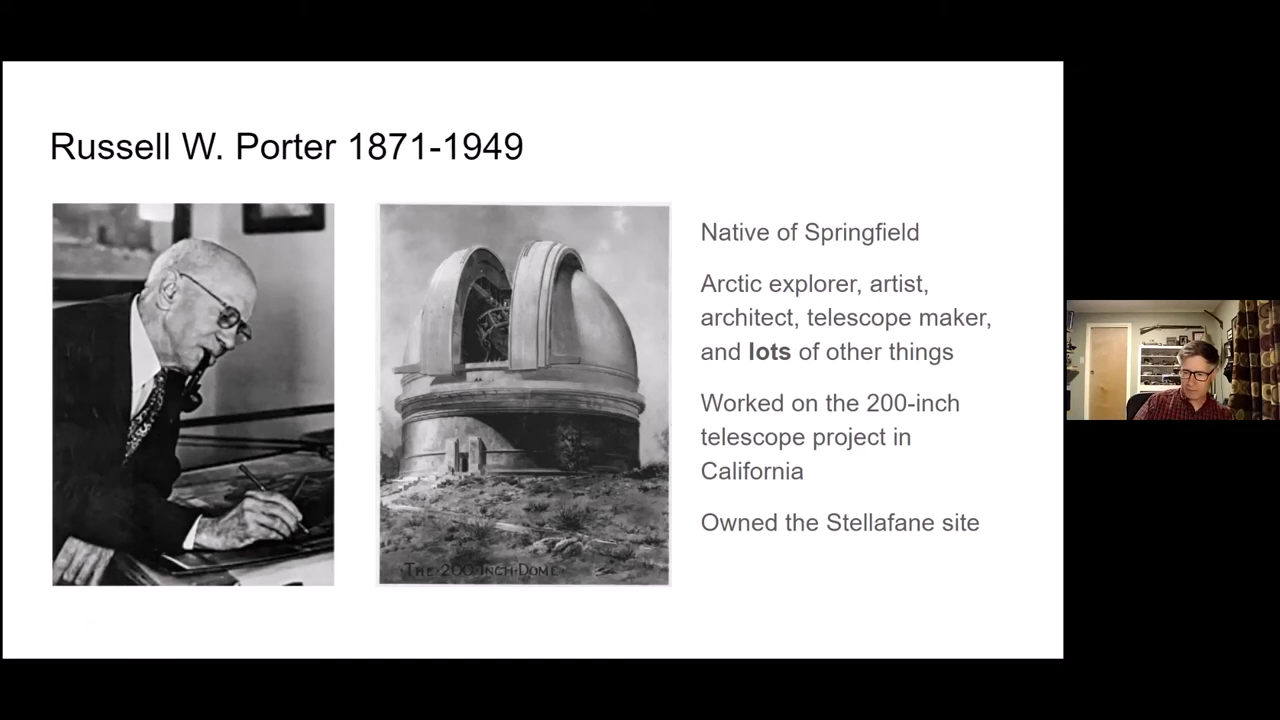 Russell W. Porter 1871-1949
Native of Springfield
Arctic explorer, artist,
architect, telescope maker,
and lots of other things
Worked on the 200-inch
telescope project in
California
Owned the Stellafane site
THE 200 INCH DOME